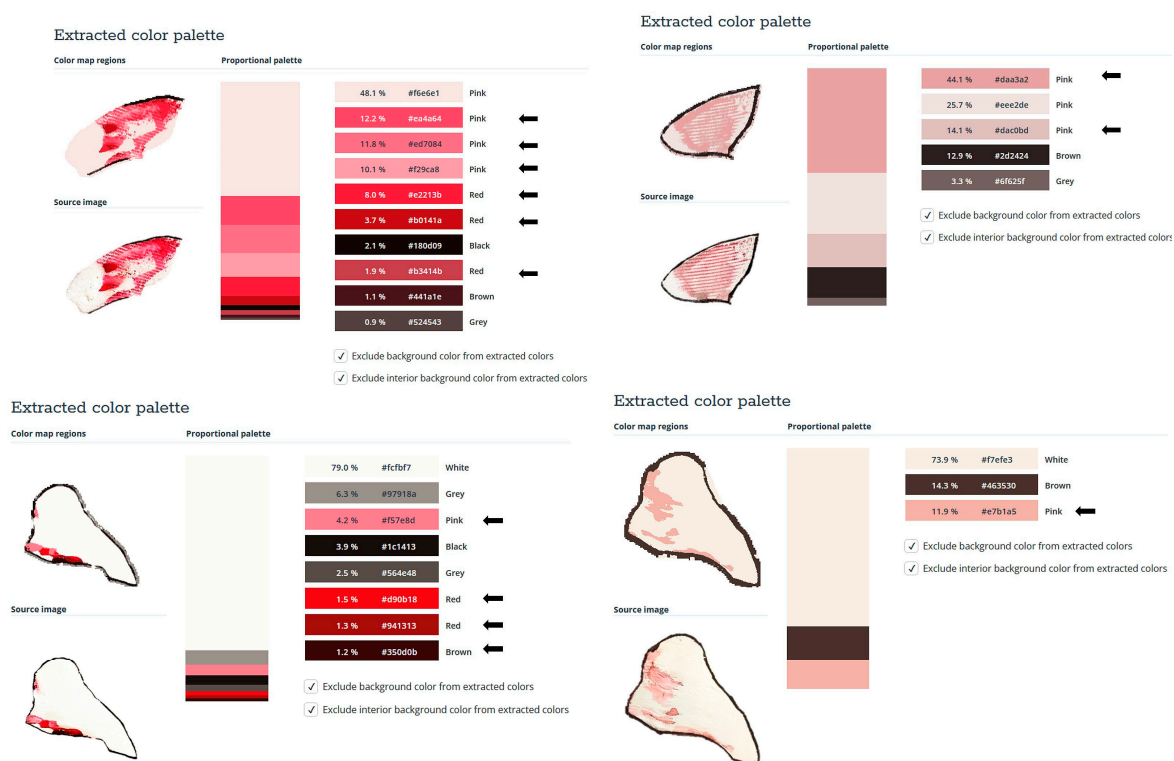 Extracted color palette
Color map regions Proportional palette
48.1 % #f6e6e1 Pink
12.2 % #ea4a64 Pink
11.8 % #ed7084 Pink
10.1 % #f29ca8 Pink
8.0 % #e2213b Red
3.7 % #b0141a Red
Source image
2.1 % #180d09 Black
1.9 % #b3414b Red
1.1 % #441a1e Brown
0.9 % #524543 Grey
Exclude background color from extracted colors
Exclude interior background color from extracted colors
Extracted color palette
Color map regions Proportional palette
44.1 % #daa3a2 Pink
25.7 % #eee2de Pink
14.1 % #dac0bd Pink
12.9 % #2d2424 Brown
3.3 % #6f625f Grey
Source image
Exclude background color from extracted colors
Exclude interior background color from extracted colors
Extracted color palette
Color map regions Proportional palette
79.0 % #fcfbf7 White
6.3 % #97918a Grey
4.2 % #f57e8d Pink
3.9 % #1c1413 Black
2.5 % #564e48 Grey
1.5 % #d90b18 Red
Source image
1.3 % #941313 Red
1.2 % #350d0b Brown
Exclude background color from extracted colors
Exclude interior background color from extracted colors
Extracted color palette
Color map regions Proportional palette
73.9 % #f7efe3 White
14.3 % #463530 Brown
11.9 % #e7b1a5 Pink
Exclude background color from extracted colors
Exclude interior background color from extracted colors
Source image